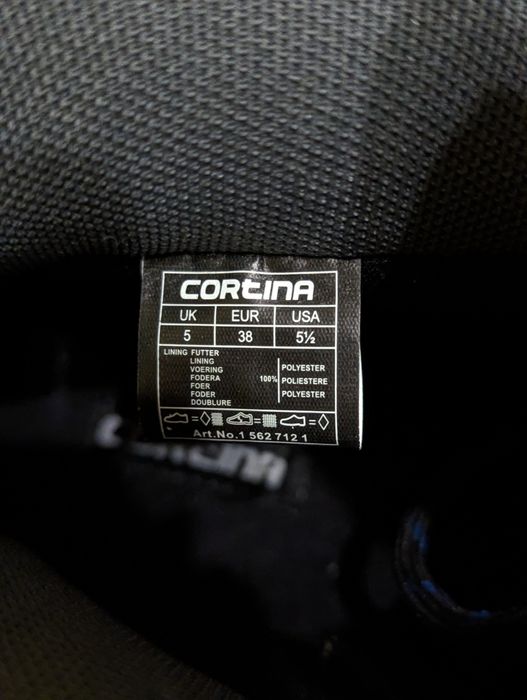 CORTINA
UK EUR USA
5 38 5½
LINING FUTTER
LINING
VOERING
FODERA
FOER
FODER
DOUBLURE
100%
POLYESTER
POLIESTERE
POLYESTER
Art.No.1 562 712 1
CORTINA